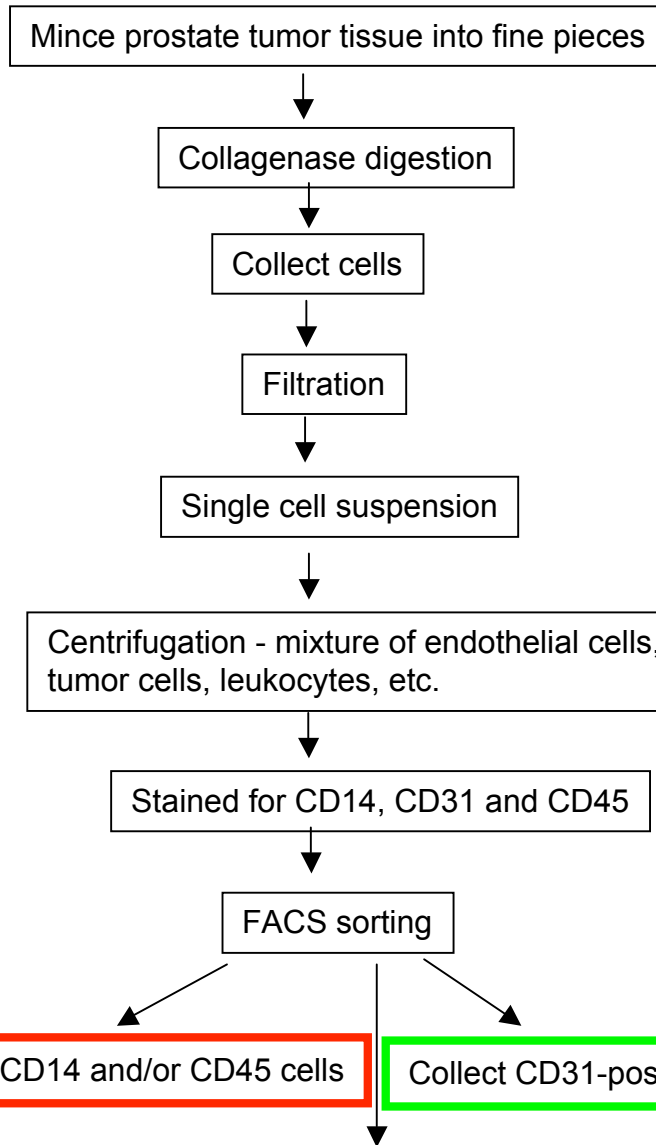 Mince prostate tumor tissue into fine pieces
Collagenase digestion
Collect cells
Filtration
Single cell suspension
Centrifugation - mixture of endothelial cells,
tumor cells, leukocytes, etc.
Stained for CD14, CD31 and CD45
FACS sorting
CD14 and/or CD45 cells
Collect CD31-pos